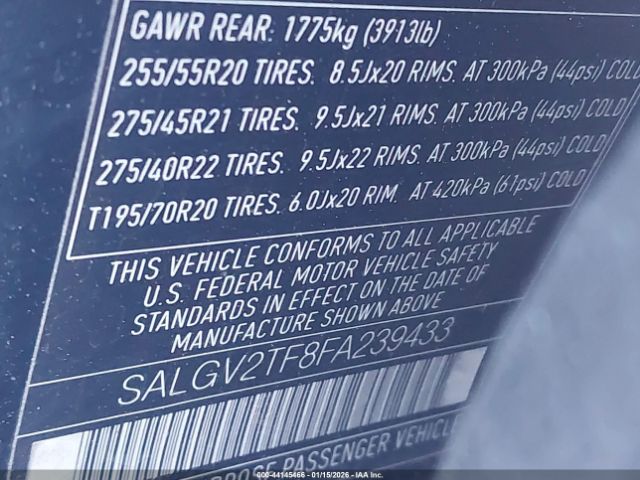 GAWR REAR: 1775kg (3913lb)
255/55R20 TIRES. 8.5Jx20 RIMS. AT 300kPa (44psi) COLD
275/45R21 TIRES. 9.5Jx21 RIMS. AT 300kPa (44psi) COLD
275/40R22 TIRES. 9.5Jx22 RIMS. AT 300kPa (44psi) COLD
T195/70R20 TIRES. 6.0Jx20 RIM. AT 420kPa (61psi) COLD
THIS VEHICLE CONFORMS TO ALL APPLICABLE
U.S. FEDERAL MOTOR VEHICLE SAFETY
STANDARDS IN EFFECT ON THE DATE OF
MANUFACTURE SHOWN ABOVE
SALGV2TF8FA239433
PASSENGER VEHICLE
000-44145466 - 01/15/2026 - IAAI.com